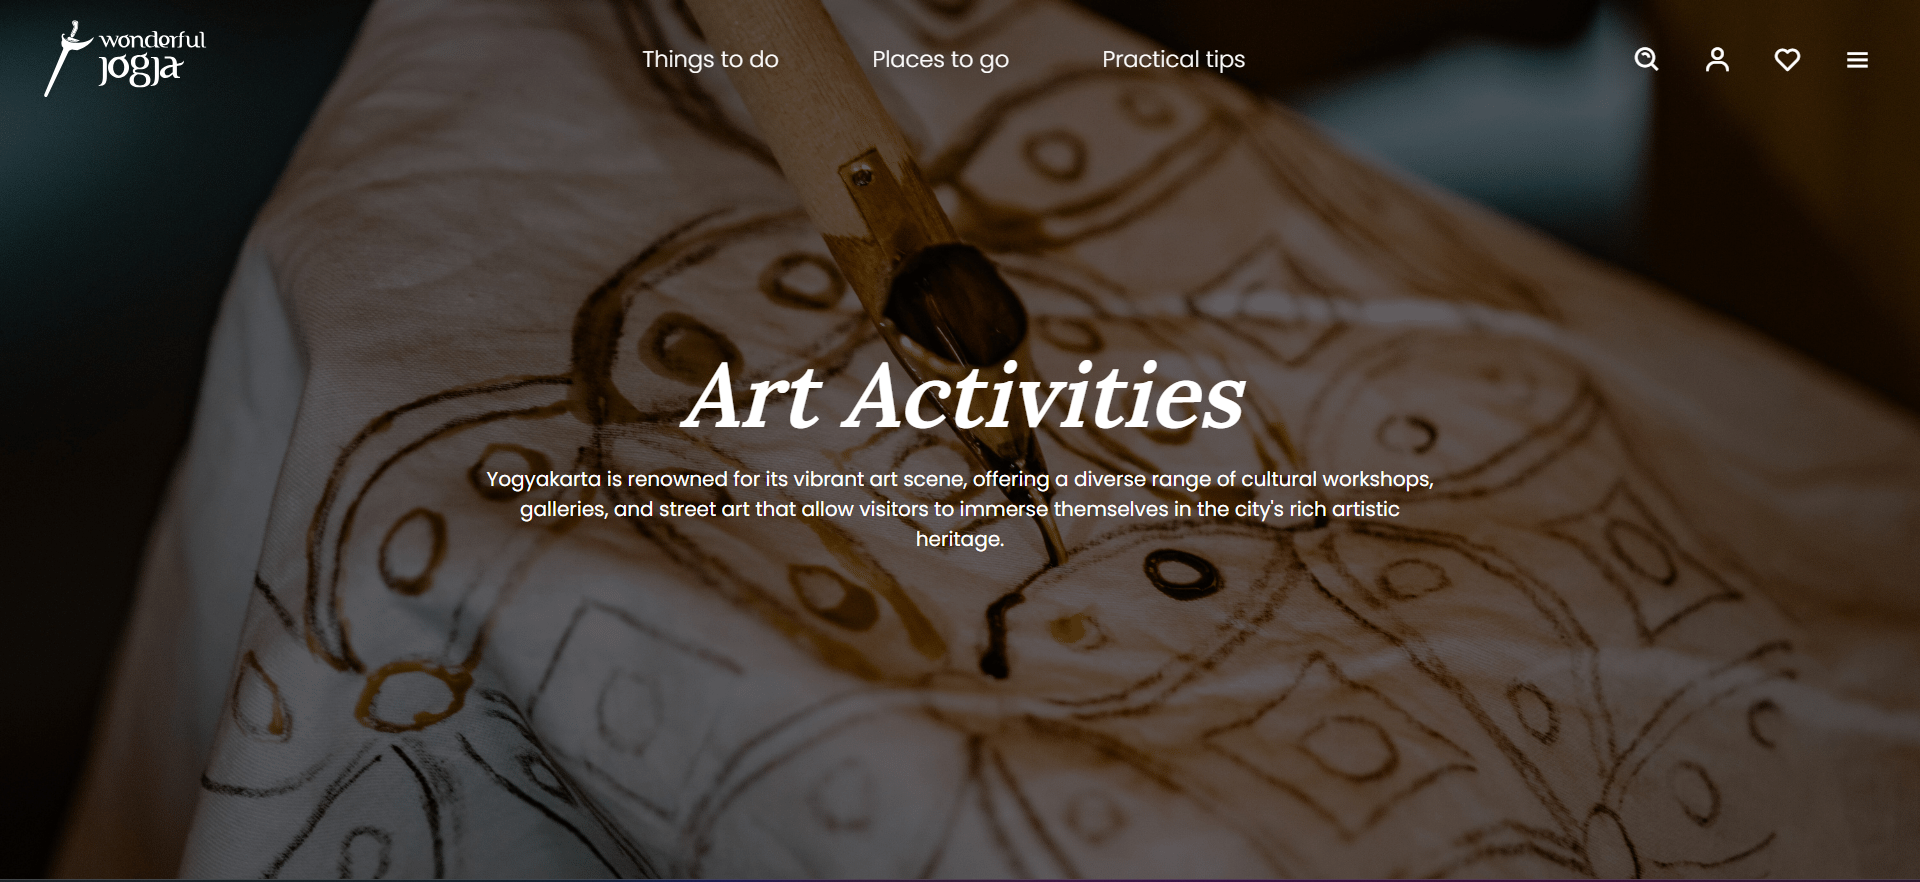 wonderful
jogja
Things to do
Places to go
Practical tips
Art Activities
Yogyakarta is renowned for its vibrant art scene, offering a diverse range of cultural workshops,
galleries, and street art that allow visitors to immerse themselves in the city's rich artistic
heritage.